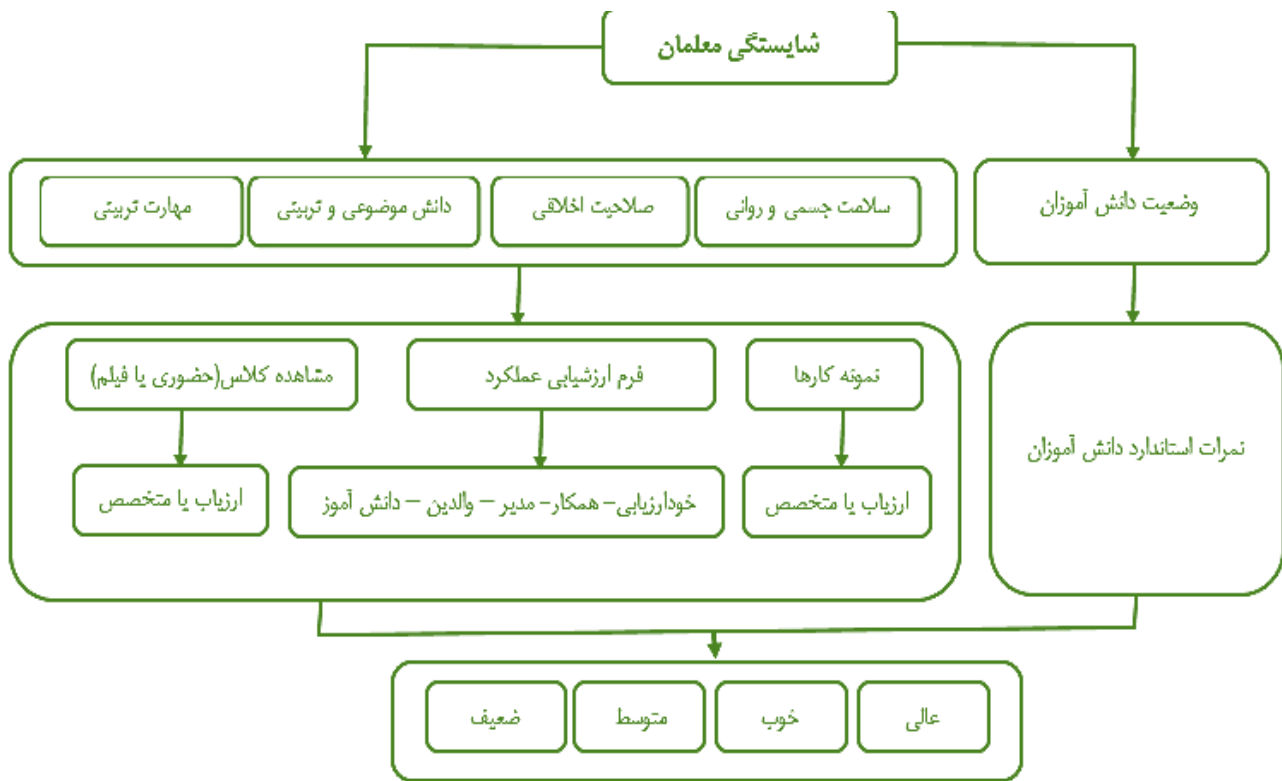 شایستگی معلمان
وضعیت دانش آموزان
سلامت جسمی و روانی
صلاحیت اخلاقی
دانش موضوعی و تربیتی
مهارت تربیتی
نمرات استاندارد دانش آموزان
نمونه کارها
فرم ارزشیابی عملکرد
مشاهده کلاس(حضوری یا فیلم)
ارزیاب یا متخصص
خودارزیابی– همکار- مدیر – والدین – دانش آموز
ارزیاب یا متخصص
عالی
خوب
متوسط
ضعیف